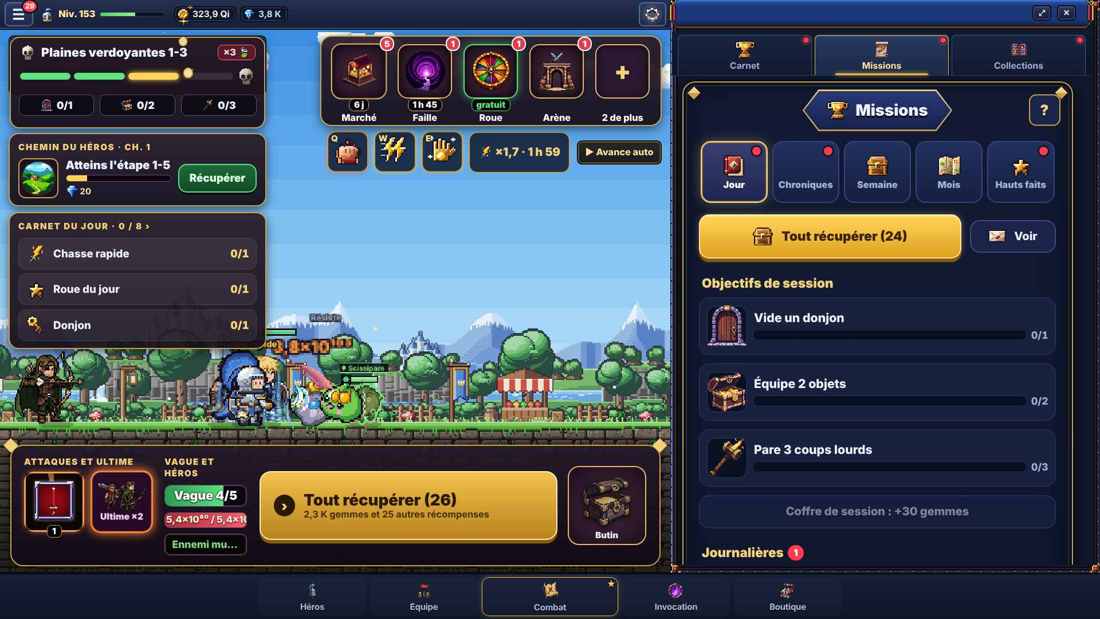 28
Niv. 153
323,9 Qi
3,8 K
Plaines verdoyantes 1-3
×3
0/1
0/2
0/3
CHEMIN DU HÉROS · CH. 1
Atteins l'étape 1-5
20
Récupérer
CARNET DU JOUR · 0 / 8 ›
Chasse rapide
0/1
Roue du jour
0/1
Donjon
0/1
5
1
1
1
6 j
1 h 45
gratuit
Marché
Faille
Roue
Arène
2 de plus
Q
W
E
×1,7 · 1 h 59
Avance auto
Scissipare
ATTAQUES ET ULTIME
1
Ultime ×2
VAGUE ET
HÉROS
Vague 4/5
Ennemi mu...
Tout récupérer (26)
2,3 K gemmes et 25 autres récompenses
Butin
Héros
Équipe
Combat
Invocation
Boutique
Carnet
Missions
Collections
Missions
?
Jour
Chroniques
Semaine
Mois
Hauts faits
Tout récupérer (24)
Voir
Objectifs de session
Vide un donjon
0/1
Équipe 2 objets
0/2
Pare 3 coups lourds
0/3
Coffre de session : +30 gemmes
Journalières 1